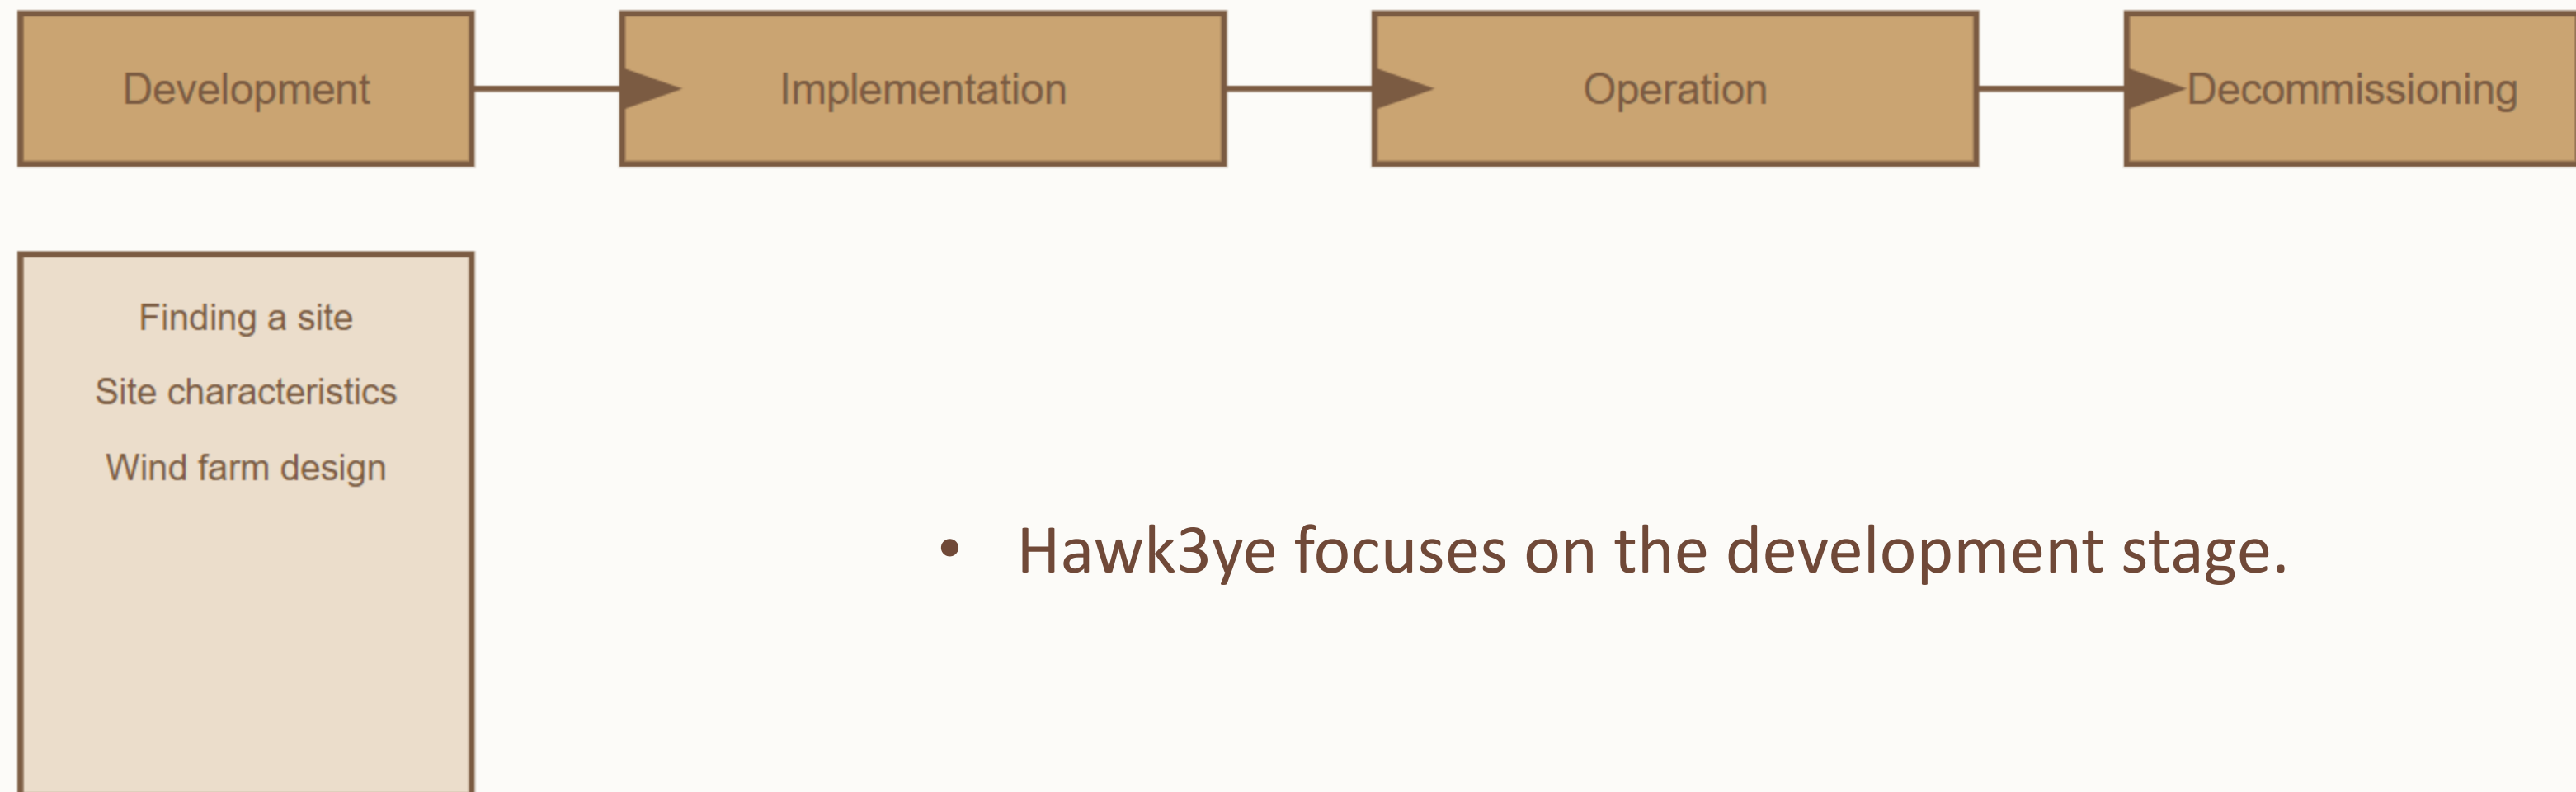 Development
Implementation
Operation
Decommissioning
Finding a site
Site characteristics
Wind farm design
• Hawk3ye focuses on the development stage.